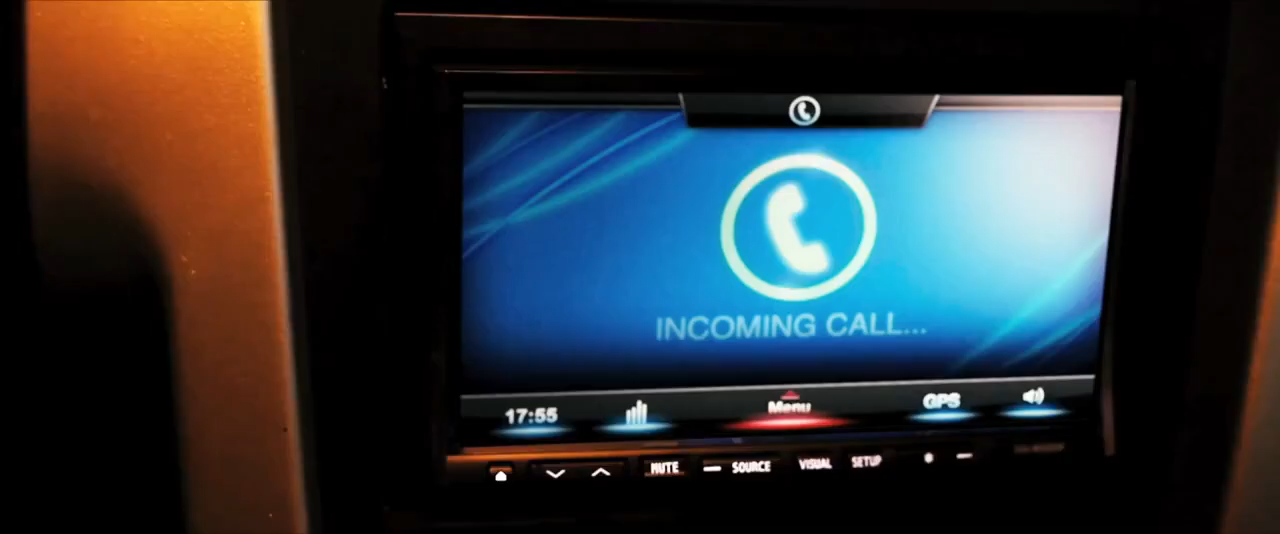 INCOMING CALL...
17:55
Menu
GPS
MUTE
SOURCE
VISUAL
SETUP